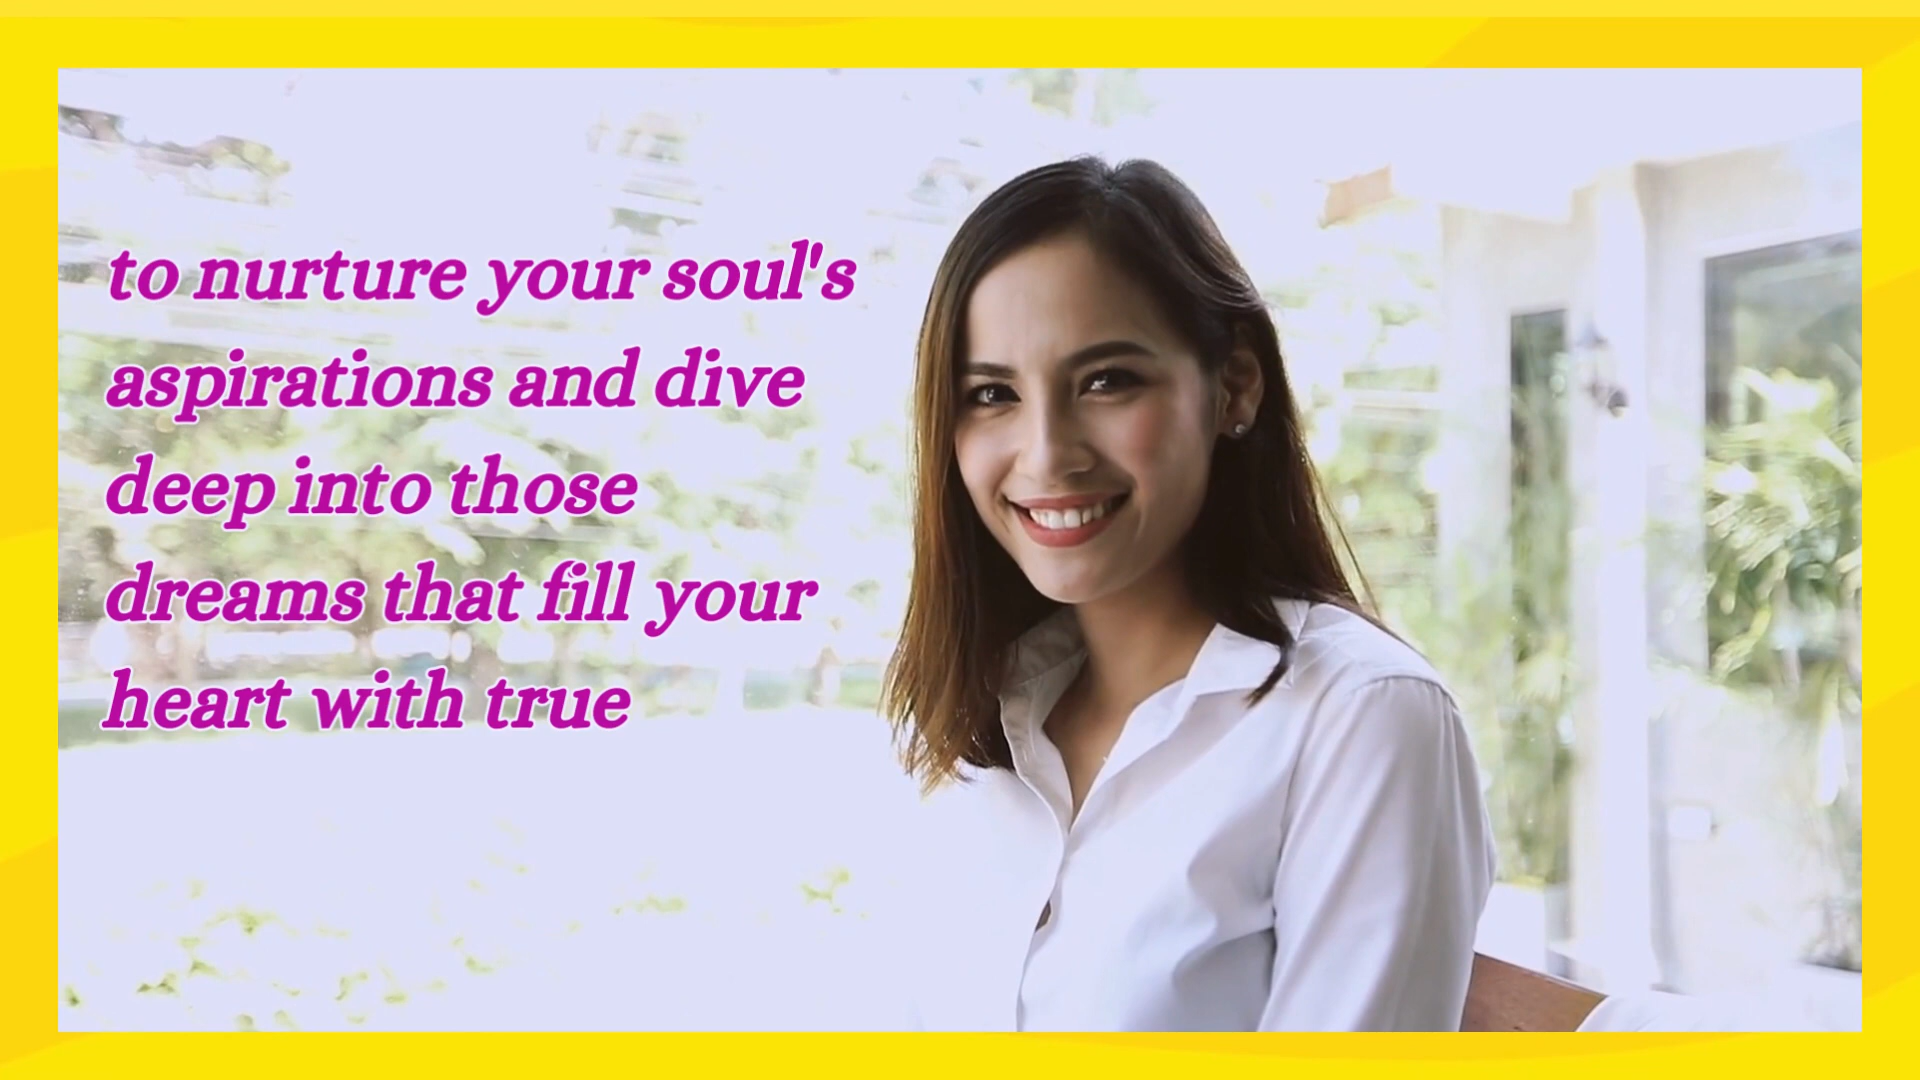 to nurture your soul's
aspirations and dive
deep into those
dreams that fill your
heart with true